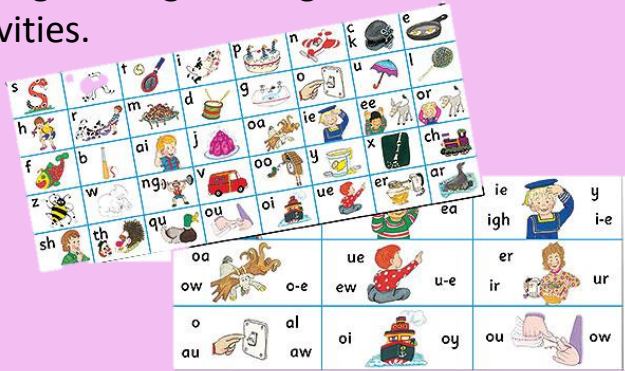 vities.
s t i p n c k e
h r m d g o u l
f b ai j oa ie ee or
z w ng v oo y x ch
sh th qu ou oi ue er ar
ea
ie y
igh i-e
oa
ow o-e
ue
ew u-e
er
ir ur
o al
au aw
oi oy
ou ow